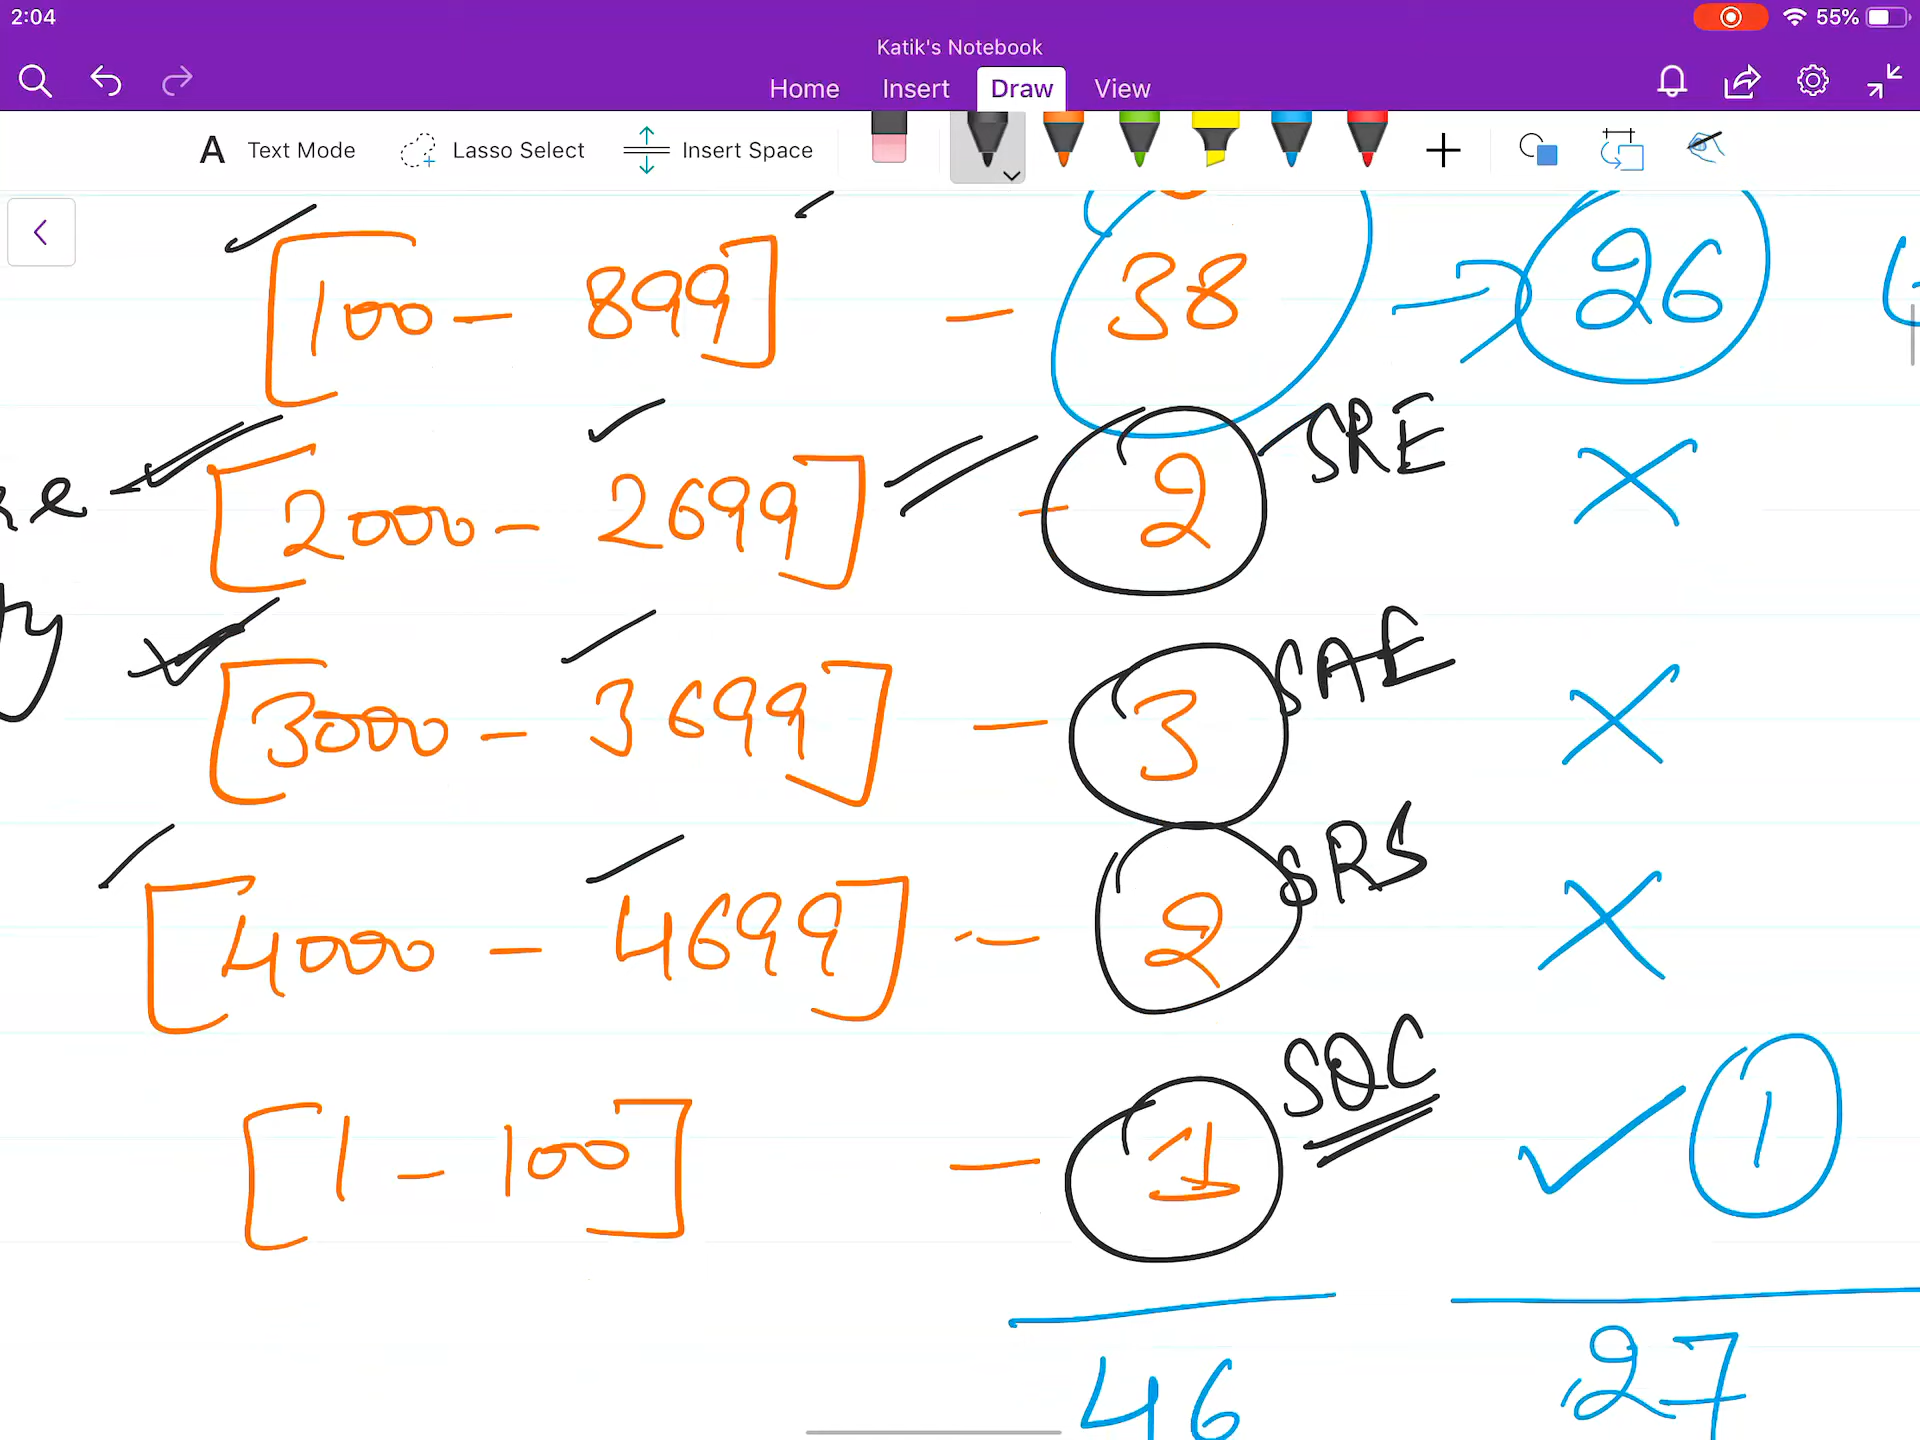 2:04
55%
Katik's Notebook
Home Insert Draw View
A Text Mode Lasso Select Insert Space
[100 - 899] - 38 → 26
[2000 - 2699] - 2 SRE ×
[3000 - 3699] - 3 SAE ×
[4000 - 4699] - 2 SRS ×
[1 - 100] - 1 SQC ✓ 1
46 27